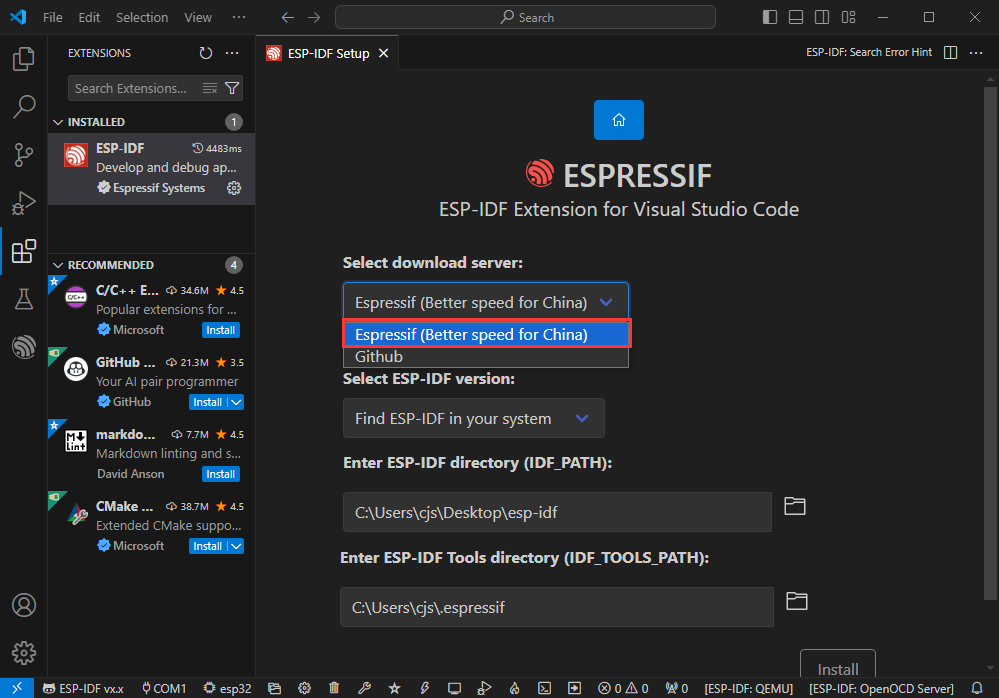 File Edit Selection View ··· Search
EXTENSIONS
ESP-IDF Setup
ESP-IDF: Search Error Hint
Search Extensions...
INSTALLED 1
ESP-IDF 4483ms
Develop and debug ap...
Espressif Systems
RECOMMENDED 4
C/C++ E... 34.6M 4.5
Popular extensions for ...
Microsoft Install
GitHub ... 21.3M 3.5
Your AI pair programmer
GitHub Install
markdo... 7.7M 4.5
Markdown linting and s...
David Anson Install
CMake ... 38.7M 4.5
Extended CMake suppo...
Microsoft Install
ESPRESSIF
ESP-IDF Extension for Visual Studio Code
Select download server:
Espressif (Better speed for China)
Espressif (Better speed for China)
Github
Select ESP-IDF version:
Find ESP-IDF in your system
Enter ESP-IDF directory (IDF_PATH):
C:\Users\cjs\Desktop\esp-idf
Enter ESP-IDF Tools directory (IDF_TOOLS_PATH):
C:\Users\cjs\.espressif
Install
ESP-IDF vx.x COM1 esp32 0 0 0 [ESP-IDF: QEMU] [ESP-IDF: OpenOCD Server]